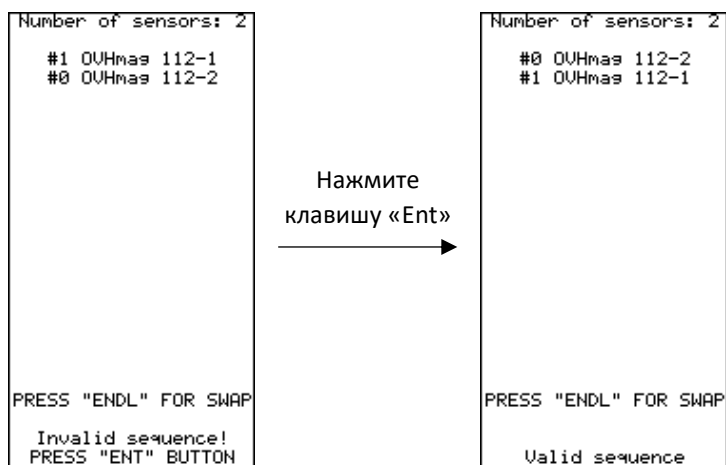 Number of sensors: 2
#1 OVHmag 112-1
#0 OVHmag 112-2
PRESS "ENDL" FOR SWAP
Invalid sequence!
PRESS "ENT" BUTTON
Нажмите
клавишу «Ent»
Number of sensors: 2
#0 OVHmag 112-2
#1 OVHmag 112-1
PRESS "ENDL" FOR SWAP
Valid sequence